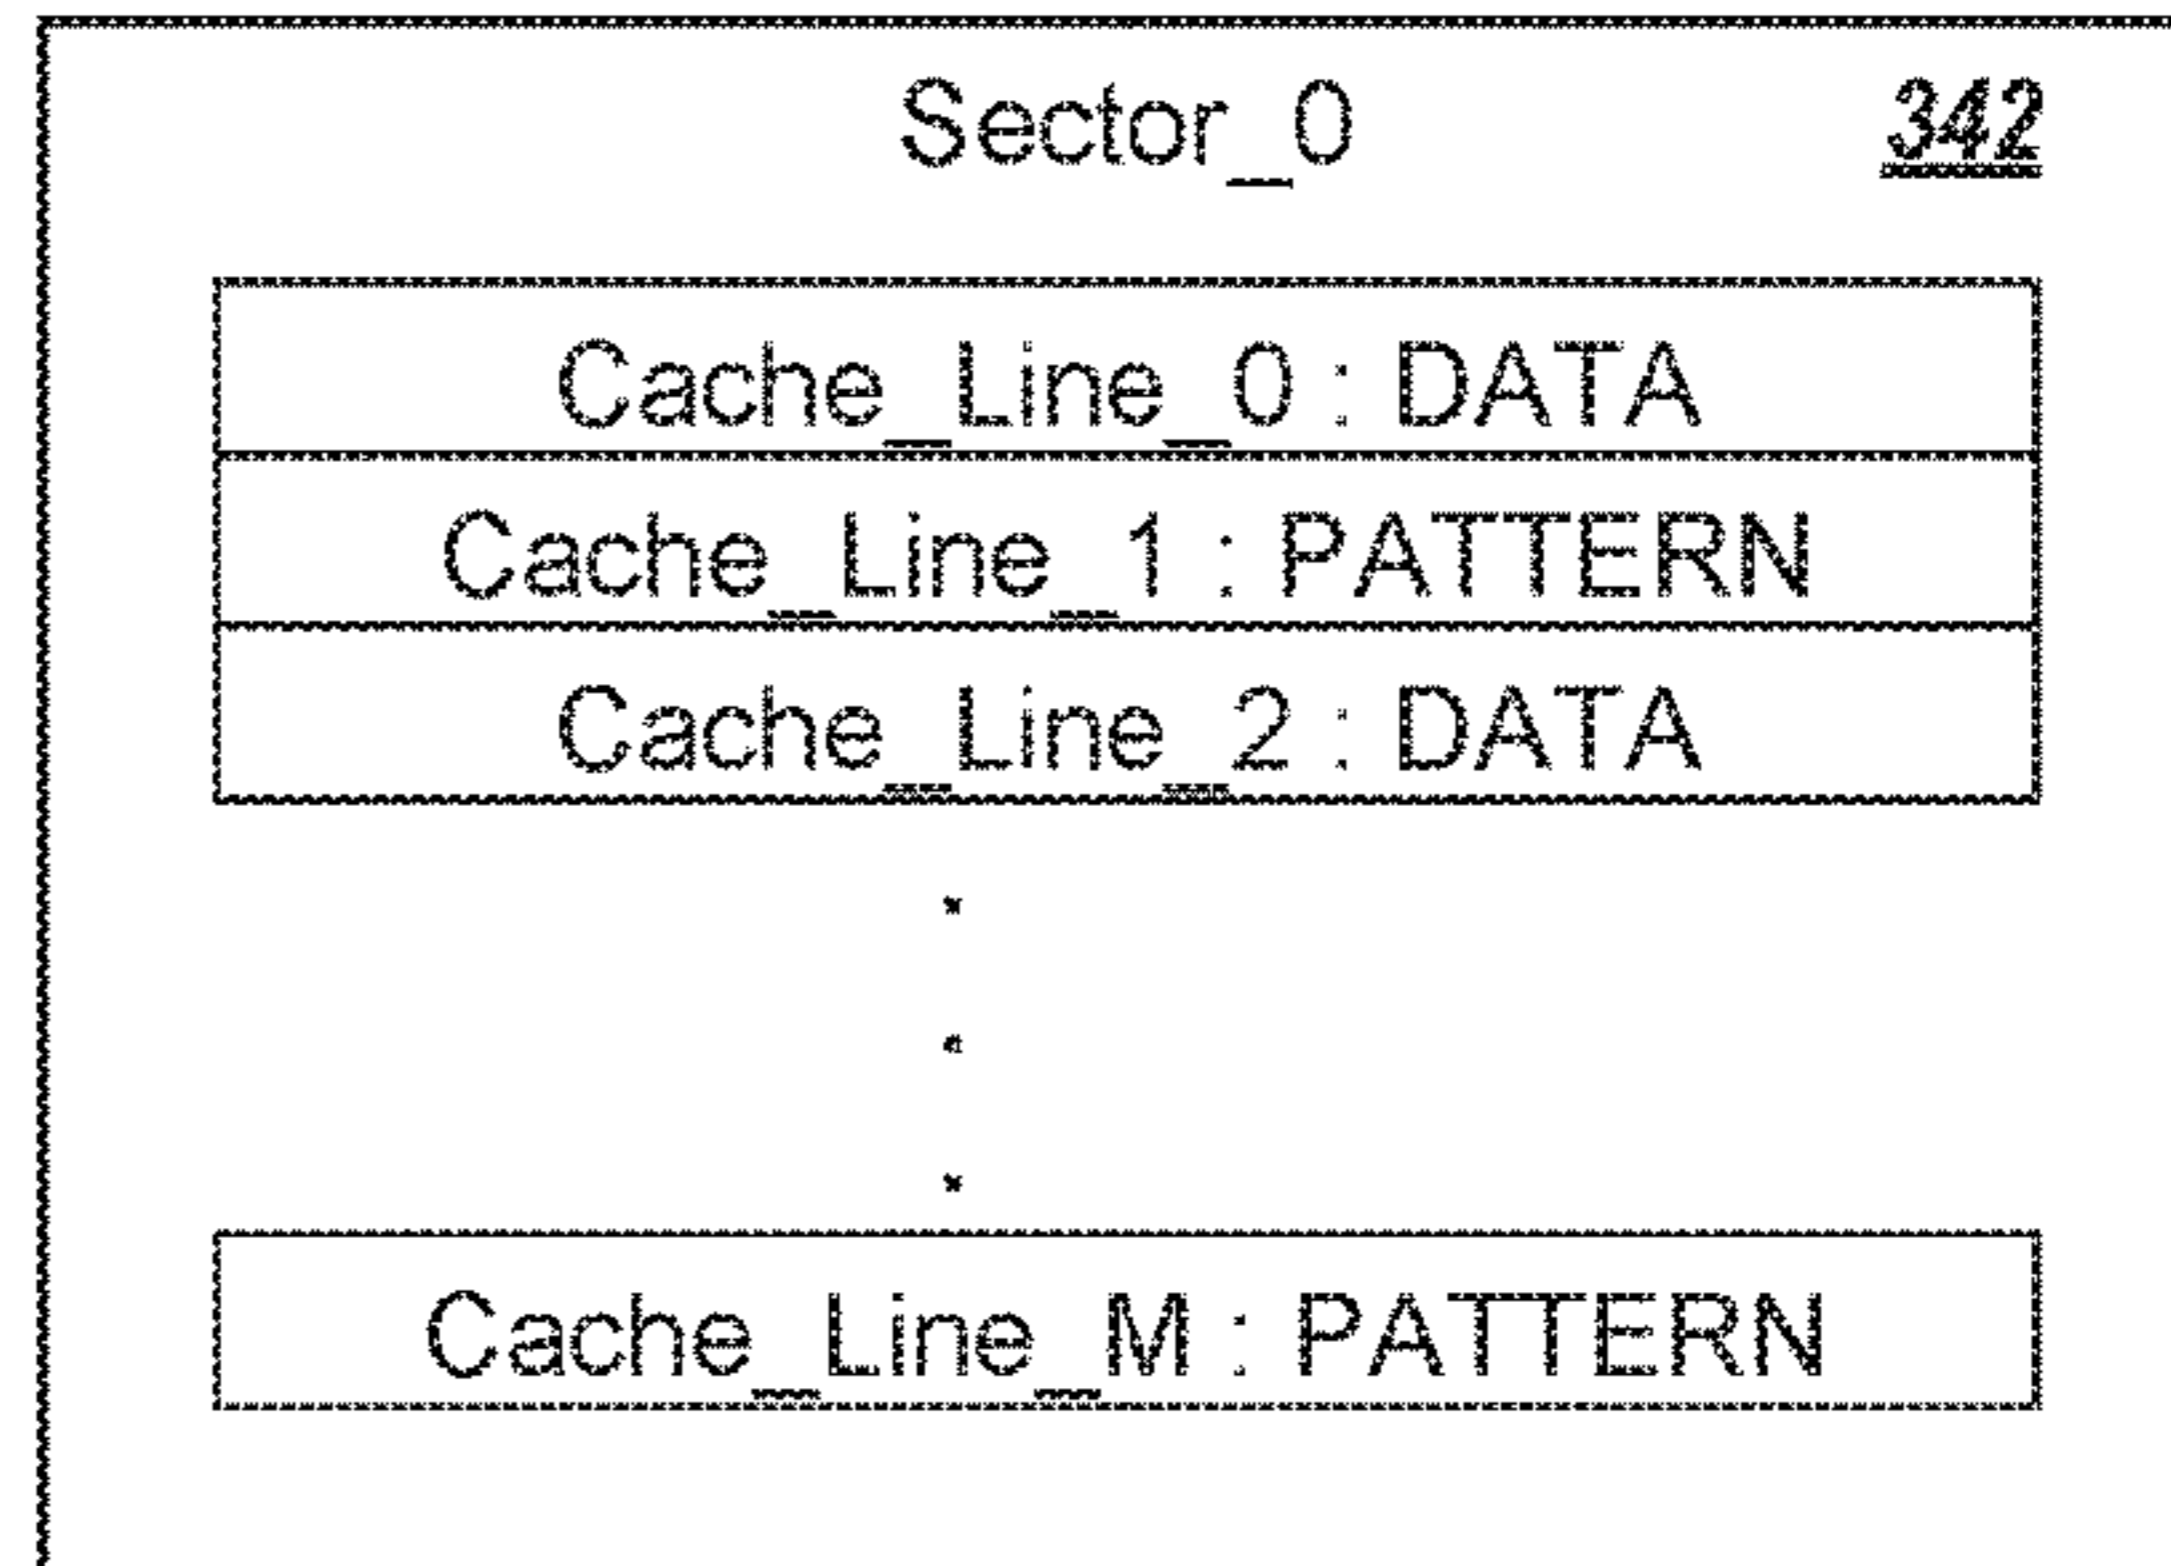 Sector_0 342
Cache_Line_0 : DATA
Cache_Line_1 : PATTERN
Cache_Line_2 : DATA
Cache_Line_M : PATTERN